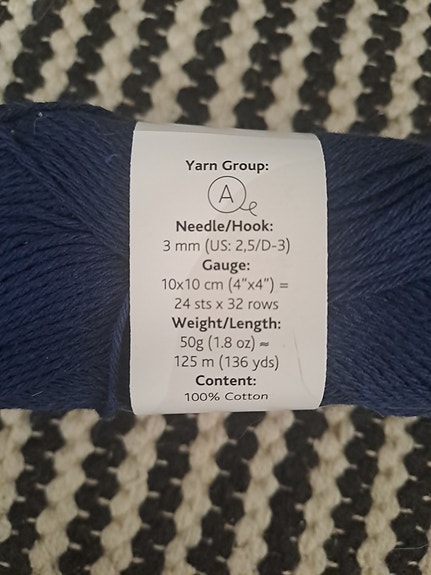 Yarn Group:
A
Needle/Hook:
3 mm (US: 2,5/D-3)
Gauge:
10x10 cm (4"x4") =
24 sts x 32 rows
Weight/Length:
50g (1.8 oz) ≈
125 m (136 yds)
Content:
100% Cotton